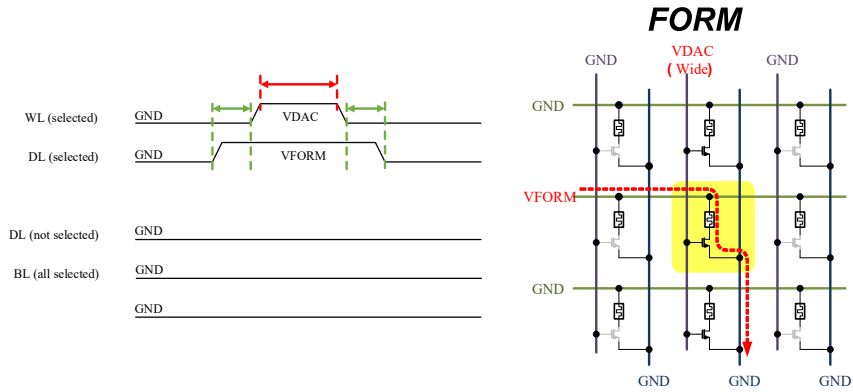 FORM
GND
VDAC
( Wide)
GND
WL (selected)
GND
VDAC
DL (selected)
GND
VFORM
DL (not selected)
GND
BL (all selected)
GND
GND
GND
VFORM
GND
GND
GND
GND